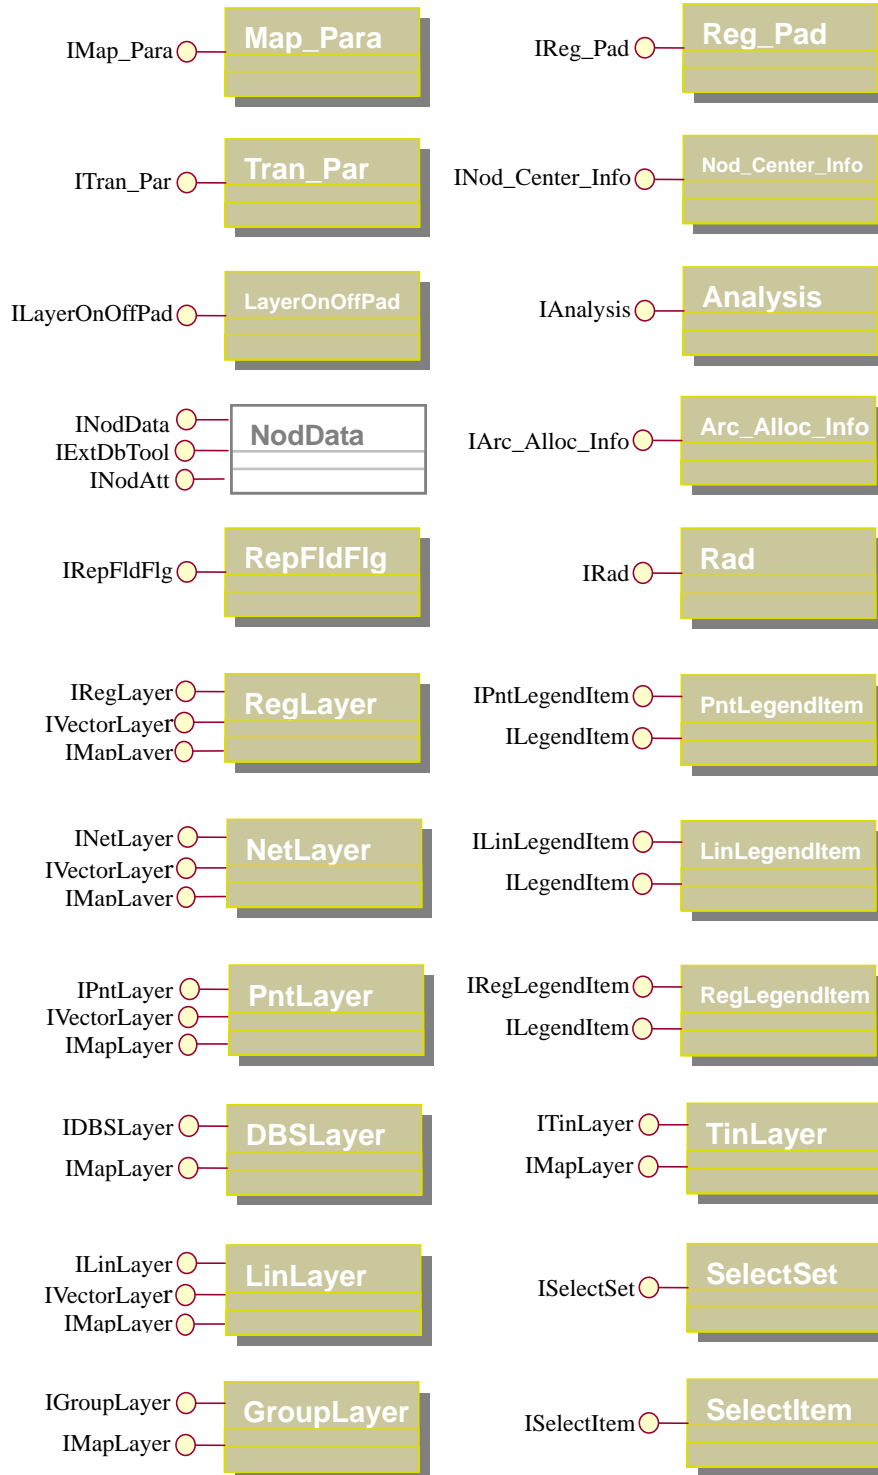 IMap_Para
Map_Para
ITran_Par
Tran_Par
ILayerOnOffPad
LayerOnOffPad
INodData
IExtDbTool
INodAtt
NodData
IRepFldFlg
RepFldFlg
IRegLayer
IVectorLayer
IMapLayer
RegLayer
INetLayer
IVectorLayer
IMapLayer
NetLayer
IPntLayer
IVectorLayer
IMapLayer
PntLayer
IDBSLayer
IMapLayer
DBSLayer
ILinLayer
IVectorLayer
IMapLayer
LinLayer
IGroupLayer
IMapLayer
GroupLayer
IReg_Pad
Reg_Pad
INod_Center_Info
Nod_Center_Info
IAnalysis
Analysis
IArc_Alloc_Info
Arc_Alloc_Info
IRad
Rad
IPntLegendItem
ILegendItem
PntLegendItem
ILinLegendItem
ILegendItem
LinLegendItem
IRegLegendItem
ILegendItem
RegLegendItem
ITinLayer
IMapLayer
TinLayer
ISelectSet
SelectSet
ISelectItem
SelectItem